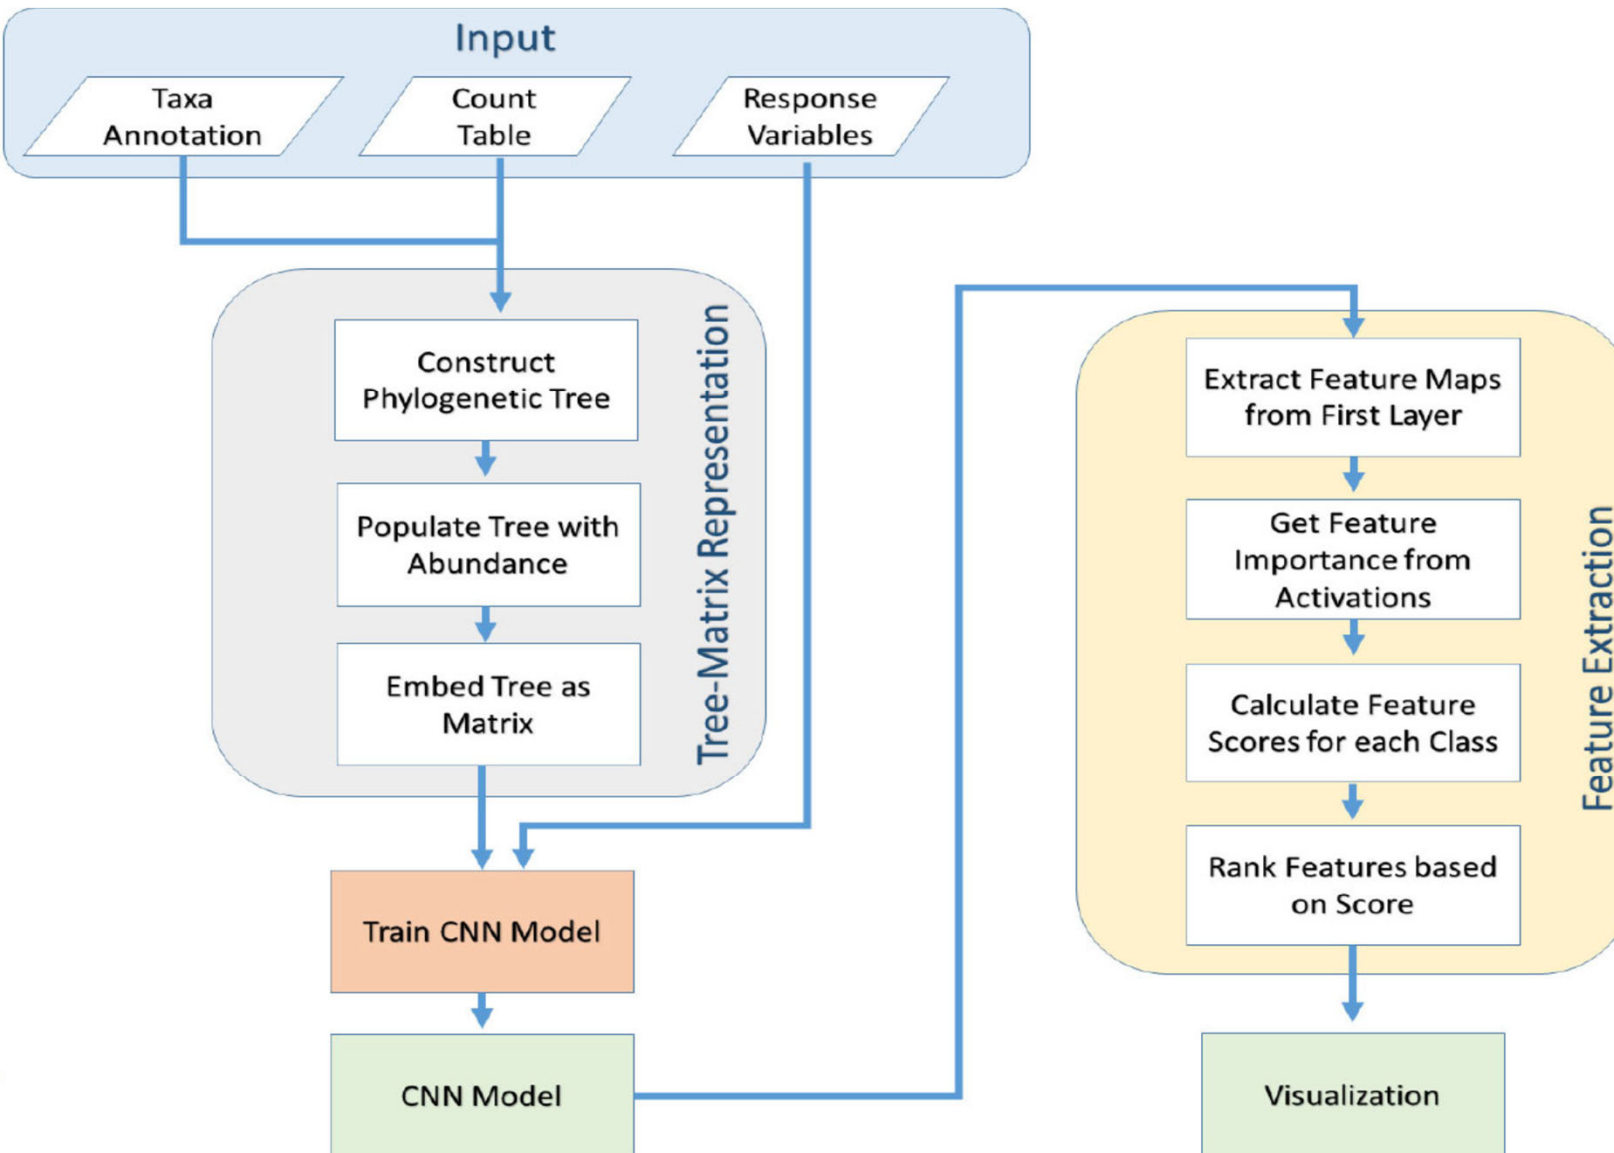 Input
Taxa
Annotation
Count
Table
Response
Variables
Construct
Phylogenetic Tree
Populate Tree with
Abundance
Embed Tree as
Matrix
Tree-Matrix Representation
Train CNN Model
CNN Model
Extract Feature Maps
from First Layer
Get Feature
Importance from
Activations
Calculate Feature
Scores for each Class
Rank Features based
on Score
Feature Extraction
Visualization